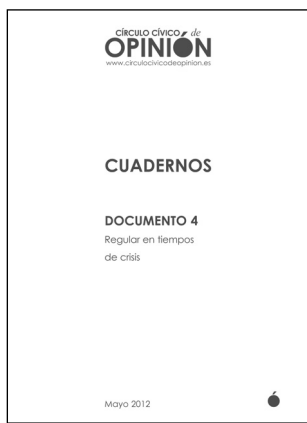 CÍRCULO CÍVICO de
OPINIÓN
www.circulocivicodeopinion.es
CUADERNOS
DOCUMENTO 4
Regular en tiempos
de crisis
Mayo 2012